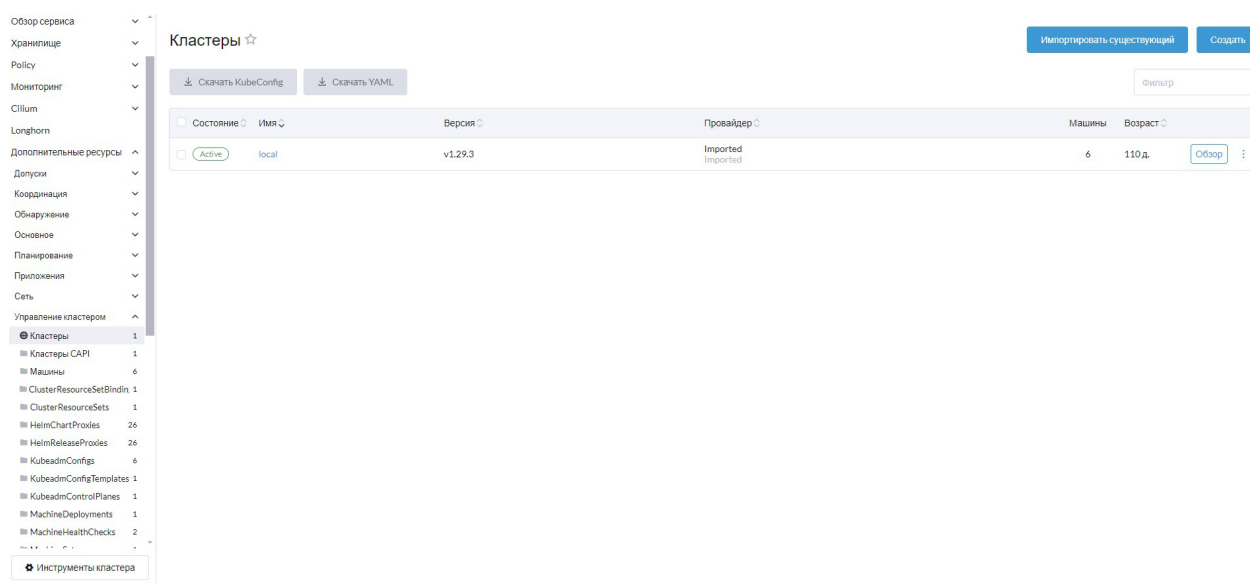 Обзор сервиса
Хранилище
Policy
Мониторинг
Cilium
Longhorn
Дополнительные ресурсы
Допуски
Координация
Обнаружение
Основное
Планирование
Приложения
Сеть
Управление кластером
Кластеры 1
Кластеры CAPI 1
Машины 6
ClusterResourceSetBindin 1
ClusterResourceSets 1
HelmChartProxies 26
HelmReleaseProxies 26
KubeadmConfigs 6
KubeadmConfigTemplates 1
KubeadmControlPlanes 1
MachineDeployments 1
MachineHealthChecks 2
Инструменты кластера
Кластеры
Импортировать существующий Создать
Скачать KubeConfig Скачать YAML Фильтр
Состояние Имя Версия Провайдер Машины Возраст
Active local v1.29.3 Imported 6 110 д. Обзор
Imported